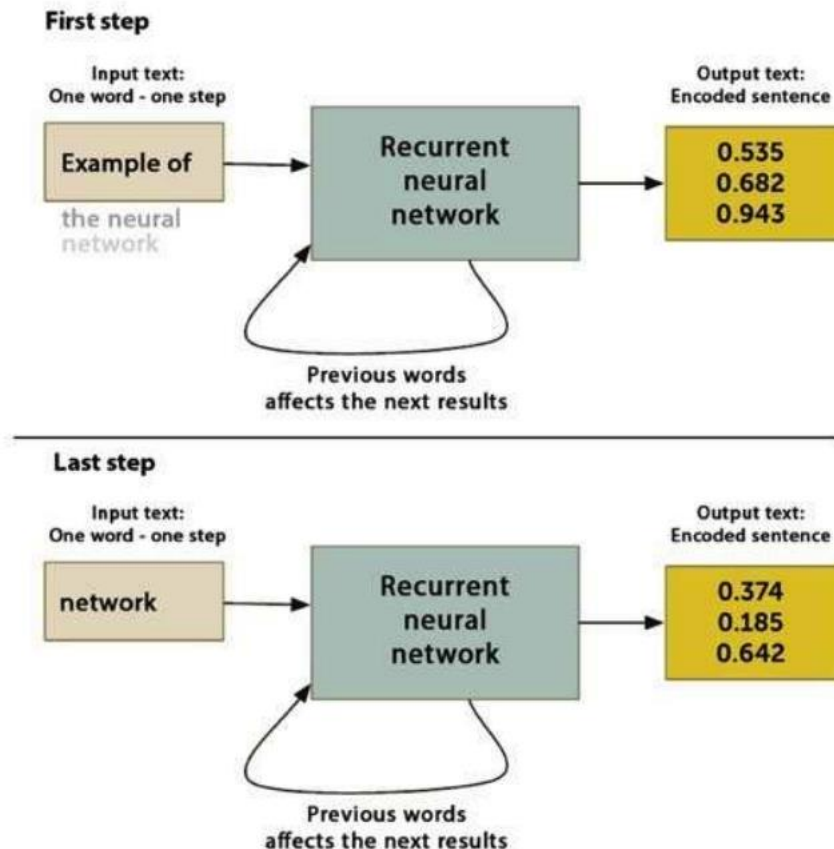 First step
Input text:
One word - one step
Output text:
Encoded sentence
Example of
the neural
network
Recurrent
neural
network
0.535
0.682
0.943
Previous words
affects the next results
Last step
Input text:
One word - one step
Output text:
Encoded sentence
network
Recurrent
neural
network
0.374
0.185
0.642
Previous words
affects the next results